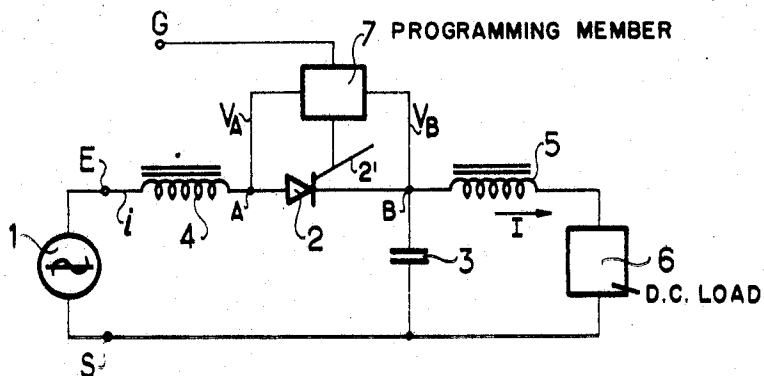 G
7 PROGRAMMING MEMBER
VA VB
E 5
2'
i 4 A 2 B I
1 3 6
D.C. LOAD
S